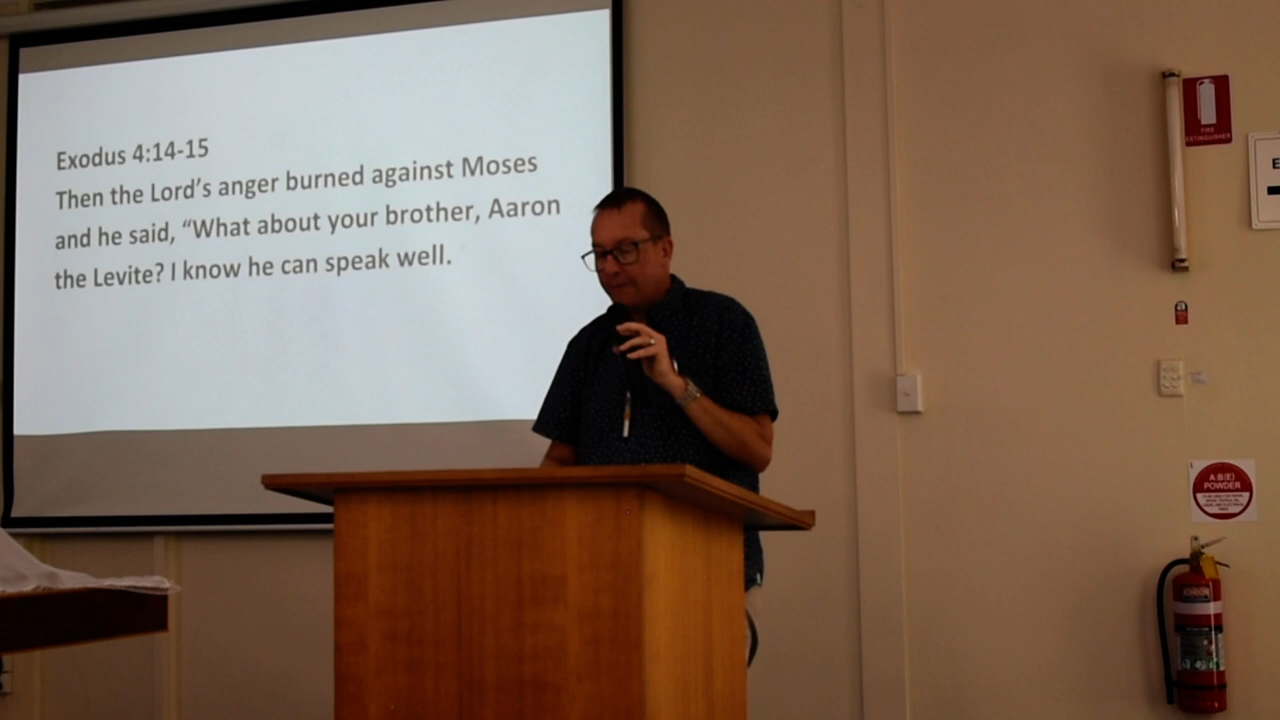 Exodus 4:14-15
Then the Lord's anger burned against Moses
and he said, “What about your brother, Aaron
the Levite? I know he can speak well.
FIRE
EXTINGUISHER
E
A:B(E)
POWDER